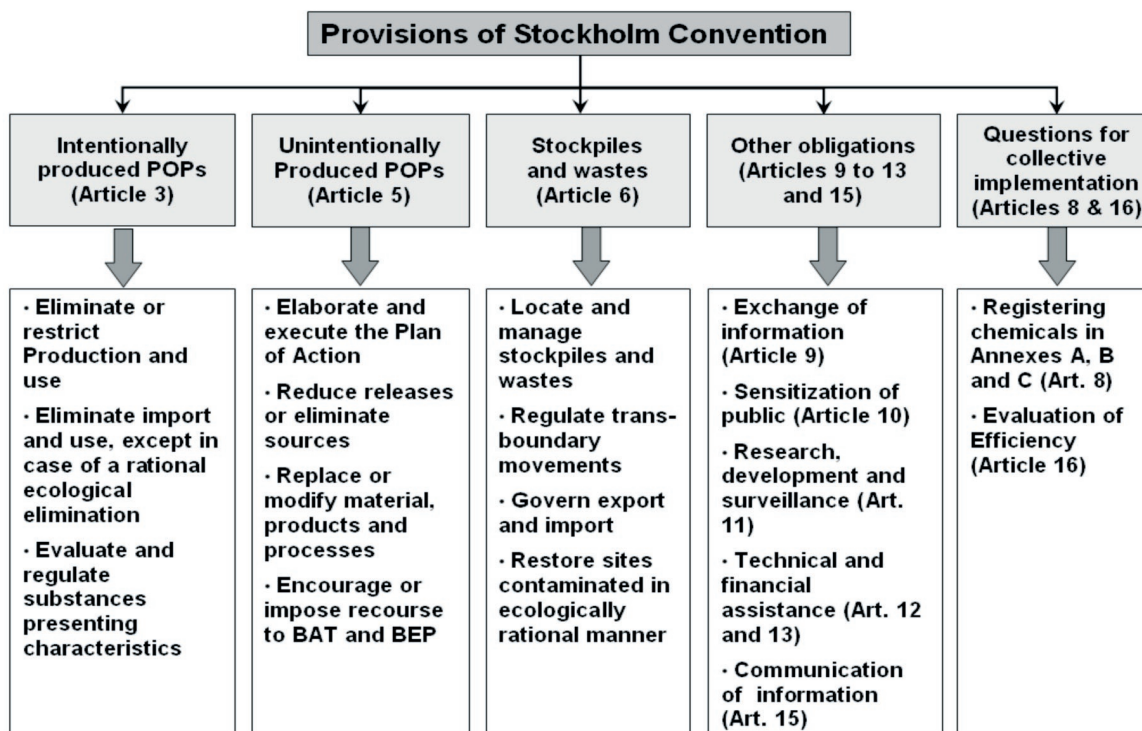 Provisions of Stockholm Convention
Intentionally
produced POPs
(Article 3)
Unintentionally
Produced POPs
(Article 5)
Stockpiles
and wastes
(Article 6)
Other obligations
(Articles 9 to 13
and 15)
Questions for
collective
implementation
(Articles 8 & 16)
· Eliminate or
restrict
Production and
use
· Eliminate import
and use, except in
case of a rational
ecological
elimination
· Evaluate and
regulate
substances
presenting
characteristics
· Elaborate and
execute the Plan
of Action
· Reduce releases
or eliminate
sources
· Replace or
modify material,
products and
processes
· Encourage or
impose recourse
to BAT and BEP
· Locate and
manage
stockpiles and
wastes
· Regulate trans-
boundary
movements
· Govern export
and import
· Restore sites
contaminated in
ecologically
rational manner
· Exchange of
information
(Article 9)
· Sensitization of
public (Article 10)
· Research,
development and
surveillance (Art.
11)
· Technical and
financial
assistance (Art. 12
and 13)
· Communication
of information
(Art. 15)
· Registering
chemicals in
Annexes A, B
and C (Art. 8)
· Evaluation of
Efficiency
(Article 16)